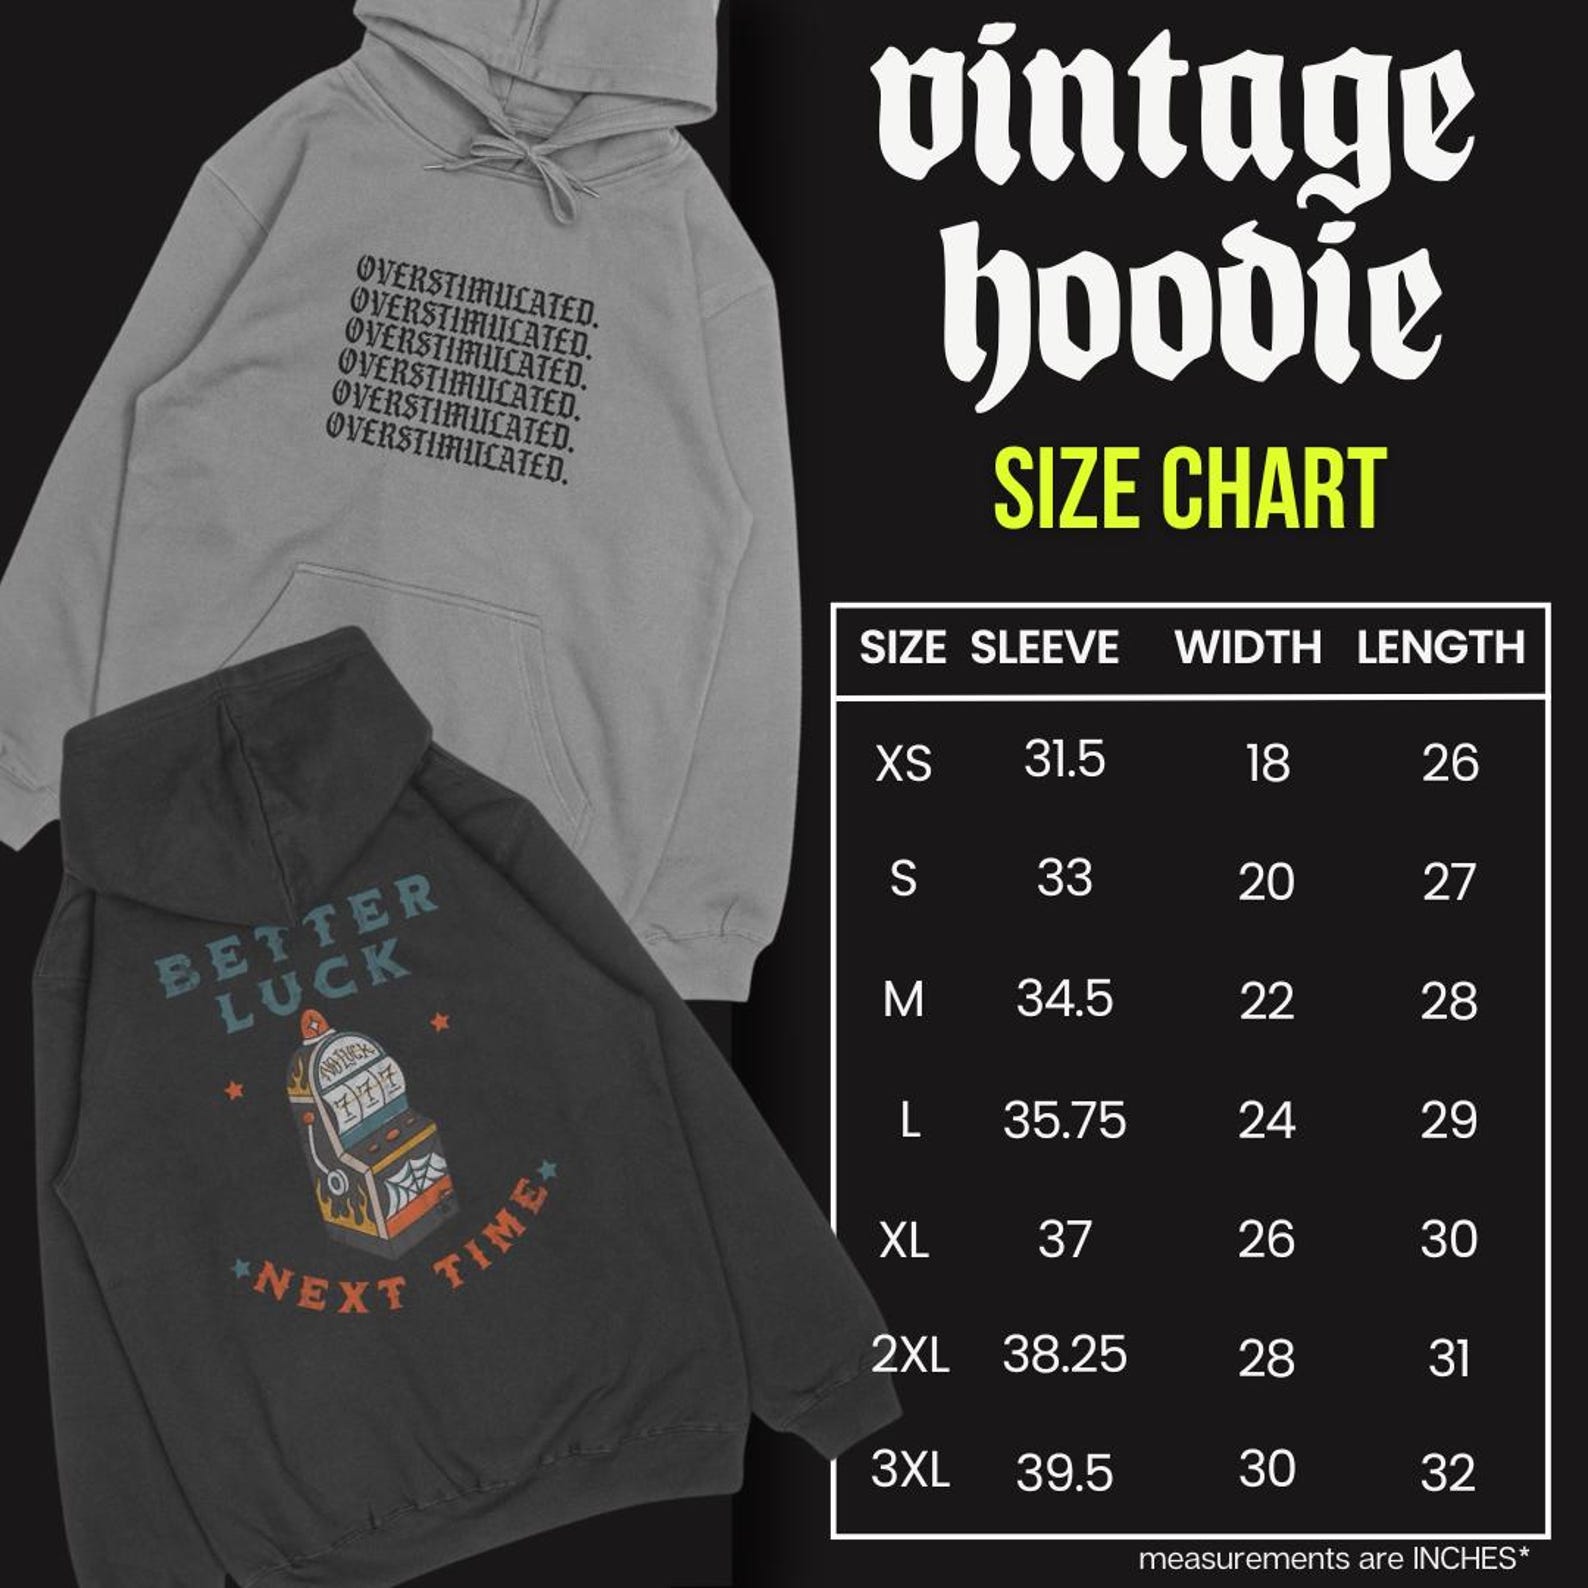 OVERSTIMULATED.
OVERSTIMULATED.
OVERSTIMULATED.
OVERSTIMULATED.
OVERSTIMULATED.
OVERSTIMULATED.
BETTER
LUCK
NO LUCK
777
NEXT TIME
vintage
hoodie
SIZE CHART
SIZE SLEEVE WIDTH LENGTH
XS 31.5 18 26
S 33 20 27
M 34.5 22 28
L 35.75 24 29
XL 37 26 30
2XL 38.25 28 31
3XL 39.5 30 32
measurements are INCHES*